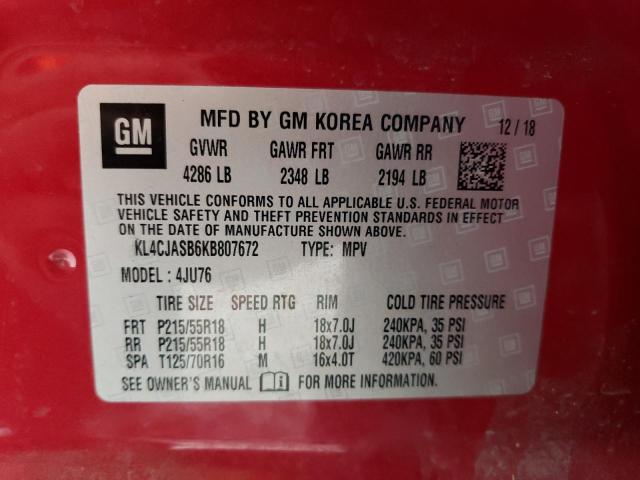 GM MFD BY GM KOREA COMPANY 12/18
GVWR GAWR FRT GAWR RR
4286 LB 2348 LB 2194 LB
THIS VEHICLE CONFORMS TO ALL APPLICABLE U.S. FEDERAL MOTOR
VEHICLE SAFETY AND THEFT PREVENTION STANDARDS IN EFFECT
ON THE DATE OF MANUFACTURE SHOWN ABOVE.
KL4CJASB6KB807672 TYPE: MPV
MODEL: 4JU76
TIRE SIZE SPEED RTG RIM COLD TIRE PRESSURE
FRT P215/55R18 H 18x7.0J 240KPA, 35 PSI
RR P215/55R18 H 18x7.0J 240KPA, 35 PSI
SPA T125/70R16 M 16x4.0T 420KPA, 60 PSI
SEE OWNER'S MANUAL i FOR MORE INFORMATION.